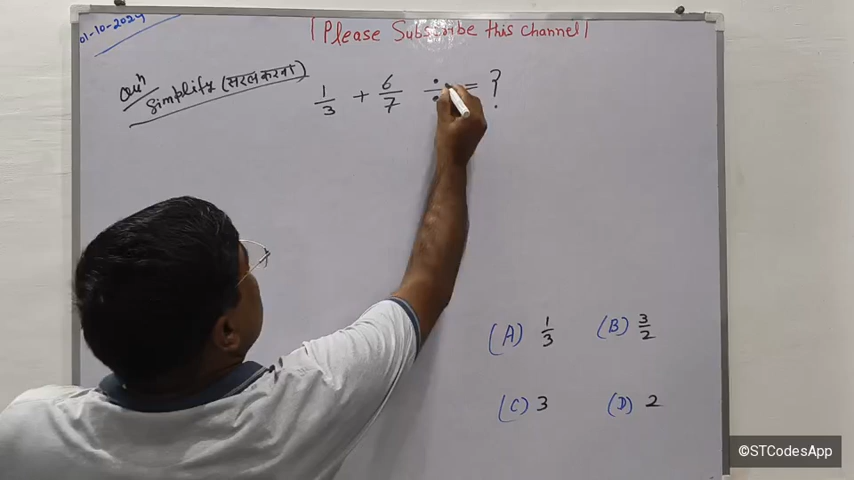 01-10-2024
[Please Subscribe this channel]
Quⁿ
Simplify (सरल करना)
1/3 + 6/7 ÷ = ?
(A) 1/3 (B) 3/2
(C) 3 (D) 2
©STCodesApp